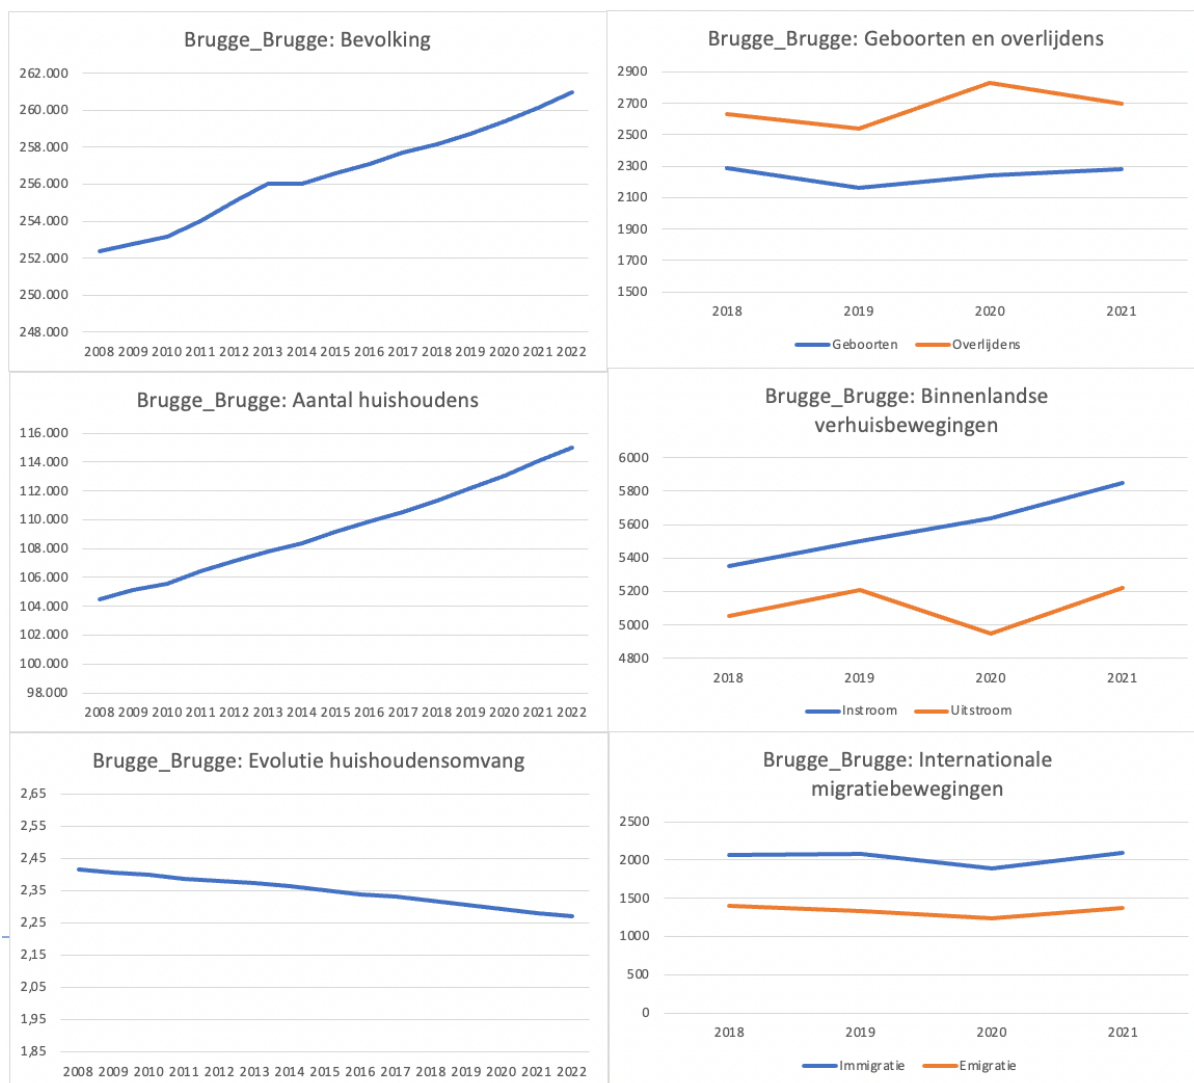 Brugge_Brugge: Bevolking
262.000
260.000
258.000
256.000
254.000
252.000
250.000
248.000
2008 2009 2010 2011 2012 2013 2014 2015 2016 2017 2018 2019 2020 2021 2022
Brugge_Brugge: Geboorten en overlijdens
2900
2700
2500
2300
2100
1900
1700
1500
2018 2019 2020 2021
Geboorten Overlijdens
Brugge_Brugge: Aantal huishoudens
116.000
114.000
112.000
110.000
108.000
106.000
104.000
102.000
100.000
98.000
2008 2009 2010 2011 2012 2013 2014 2015 2016 2017 2018 2019 2020 2021 2022
Brugge_Brugge: Binnenlandse
verhuisbewegingen
6000
5800
5600
5400
5200
5000
4800
2018 2019 2020 2021
Instroom Uitstroom
Brugge_Brugge: Evolutie huishoudensomvang
2,65
2,55
2,45
2,35
2,25
2,15
2,05
1,95
1,85
2008 2009 2010 2011 2012 2013 2014 2015 2016 2017 2018 2019 2020 2021 2022
Brugge_Brugge: Internationale
migratiebewegingen
2500
2000
1500
1000
500
0
2018 2019 2020 2021
Immigratie Emigratie